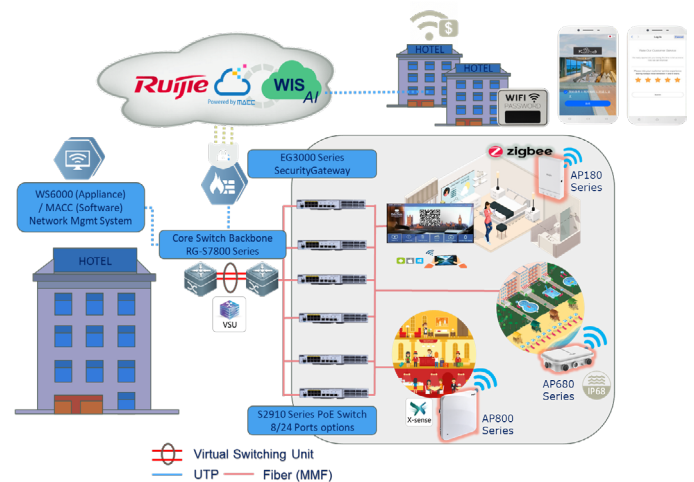 HOTEL
HOTEL
$
Ruijie
Powered by MACC
WIS
AI
WIFI
PASSWORD
EG3000 Series
SecurityGateway
zigbee
AP180
Series
WS6000 (Appliance)
/ MACC (Software)
Network Mgmt System
Core Switch Backbone
RG-S7800 Series
HOTEL
VSU
AP680
Series
IP68
X-sense
AP800
Series
S2910 Series PoE Switch
8/24 Ports options
Virtual Switching Unit
UTP
Fiber (MMF)